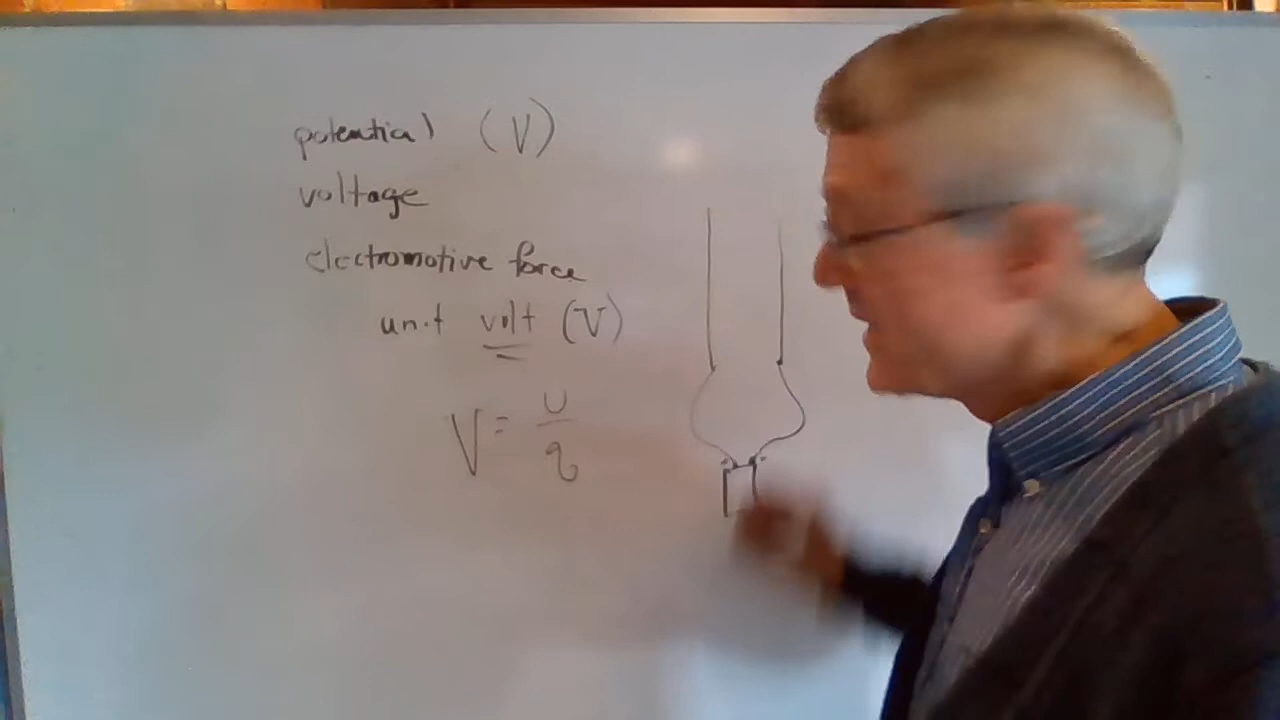 potential (V)
voltage
electromotive force
unit volt (V)
V = U
q